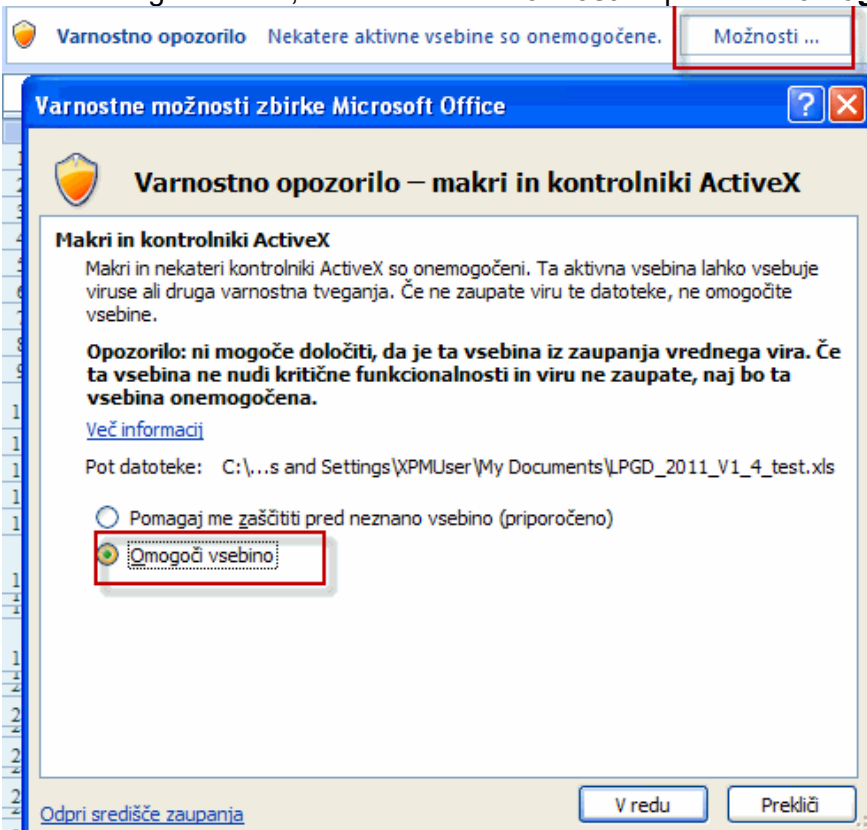 Varnostno opozorilo Nekatere aktivne vsebine so onemogočene. Možnosti ...
Varnostne možnosti zbirke Microsoft Office
Varnostno opozorilo – makri in kontrolniki ActiveX
Makri in kontrolniki ActiveX
Makri in nekateri kontrolniki ActiveX so onemogočeni. Ta aktivna vsebina lahko vsebuje
viruse ali druga varnostna tveganja. Če ne zaupate viru te datoteke, ne omogočite
vsebine.
Opozorilo: ni mogoče določiti, da je ta vsebina iz zaupanja vrednega vira. Če
ta vsebina ne nudi kritične funkcionalnosti in viru ne zaupate, naj bo ta
vsebina onemogočena.
Več informacij
Pot datoteke: C:\...s and Settings\XPMUser\My Documents\LPGD_2011_V1_4_test.xls
Pomagaj me zaščititi pred neznano vsebino (priporočeno)
Omogoči vsebino
Odpri središče zaupanja V redu Prekliči